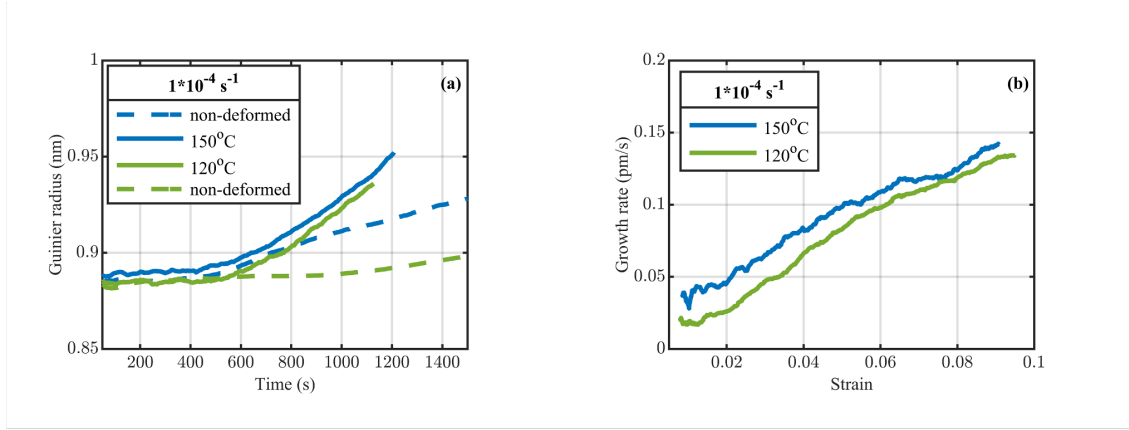 1
0.95
0.9
0.85
Gunier radius (nm)
1*10⁻⁴ s⁻¹
non-deformed
150°C
120°C
non-deformed
(a)
200 400 600 800 1000 1200 1400
Time (s)
0.2
0.15
0.1
0.05
0
Growth rate (pm/s)
1*10⁻⁴ s⁻¹
150°C
120°C
(b)
0.02 0.04 0.06 0.08 0.1
Strain